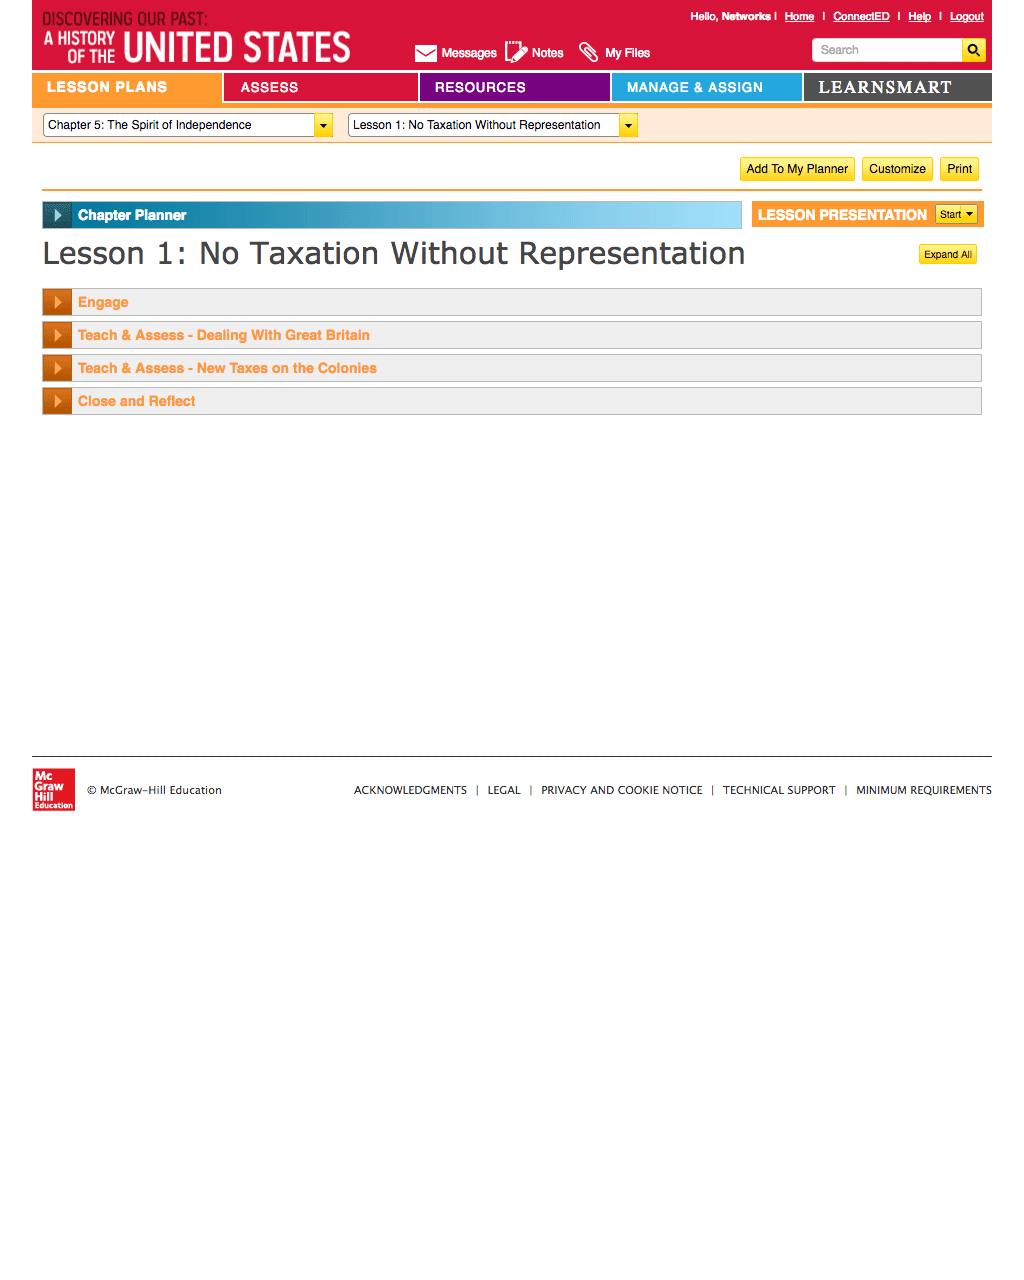 DISCOVERING OUR PAST:
A HISTORY OF THE UNITED STATES
Hello, Networks | Home | ConnectED | Help | Logout
Messages Notes My Files Search
LESSON PLANS ASSESS RESOURCES MANAGE & ASSIGN LEARNSMART
Chapter 5: The Spirit of Independence Lesson 1: No Taxation Without Representation
Add To My Planner Customize Print
Chapter Planner LESSON PRESENTATION Start
Lesson 1: No Taxation Without Representation Expand All
Engage
Teach & Assess - Dealing With Great Britain
Teach & Assess - New Taxes on the Colonies
Close and Reflect
Mc
Graw
Hill
Education
© McGraw-Hill Education ACKNOWLEDGMENTS | LEGAL | PRIVACY AND COOKIE NOTICE | TECHNICAL SUPPORT | MINIMUM REQUIREMENTS